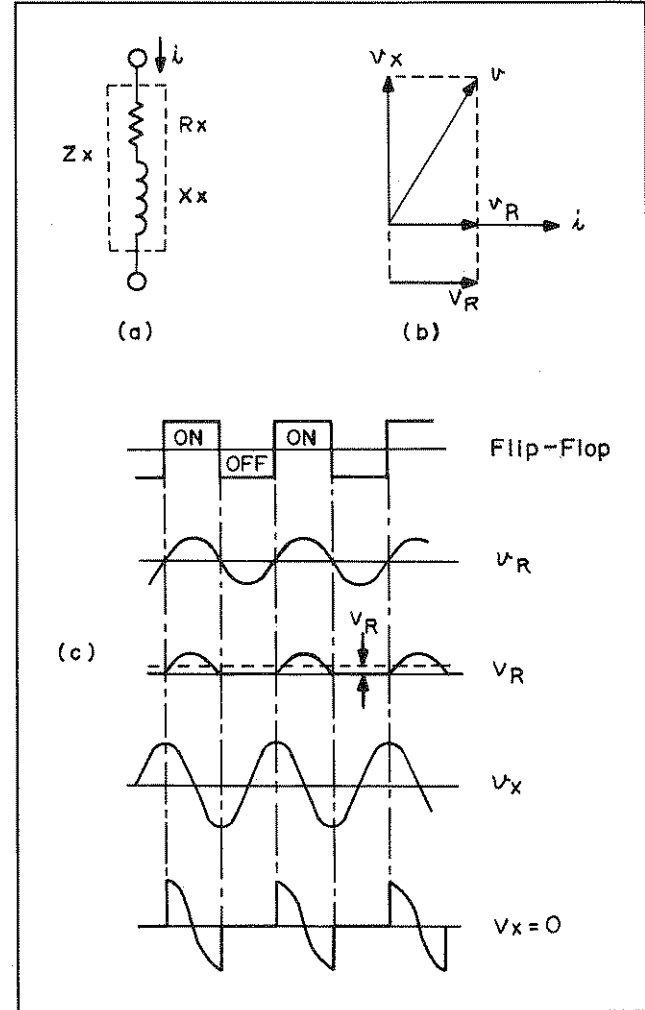 i
Rx
Zx
Xx
(a)
vx
v
vR
i
VR
(b)
ON
ON
OFF
Flip-Flop
vR
VR
(c)
VR
vx
Vx=0